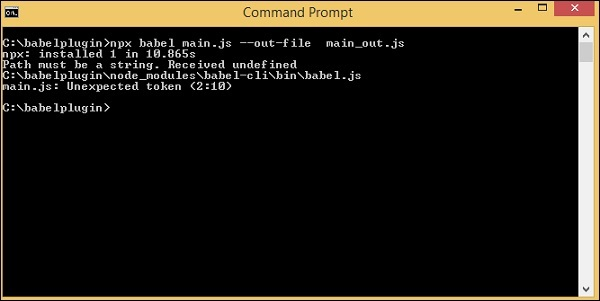 Command Prompt
C:\babelplugin>npx babel main.js --out-file  main_out.js
npx: installed 1 in 10.865s
Path must be a string. Received undefined
C:\babelplugin\node_modules\babel-cli\bin\babel.js
main.js: Unexpected token (2:10)
C:\babelplugin>